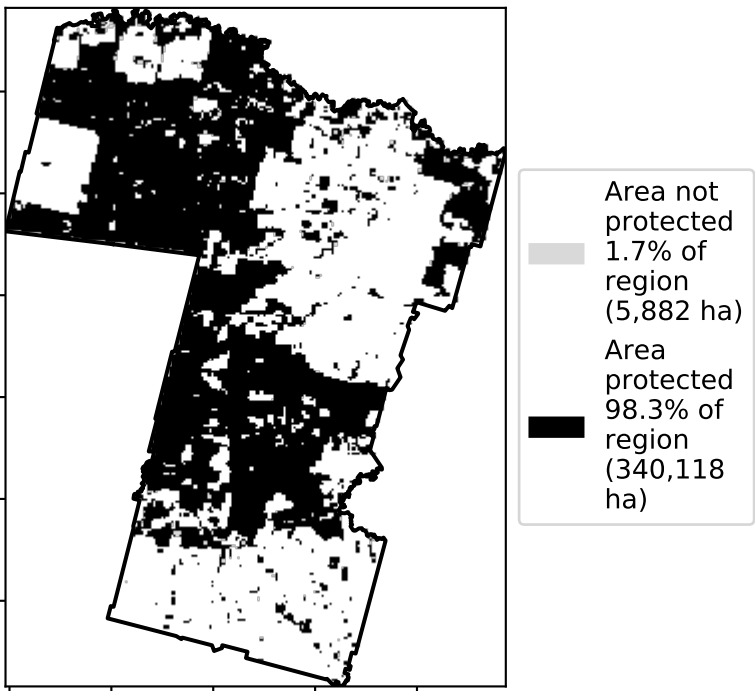 Area not
protected
1.7% of
region
(5,882 ha)
Area
protected
98.3% of
region
(340,118
ha)